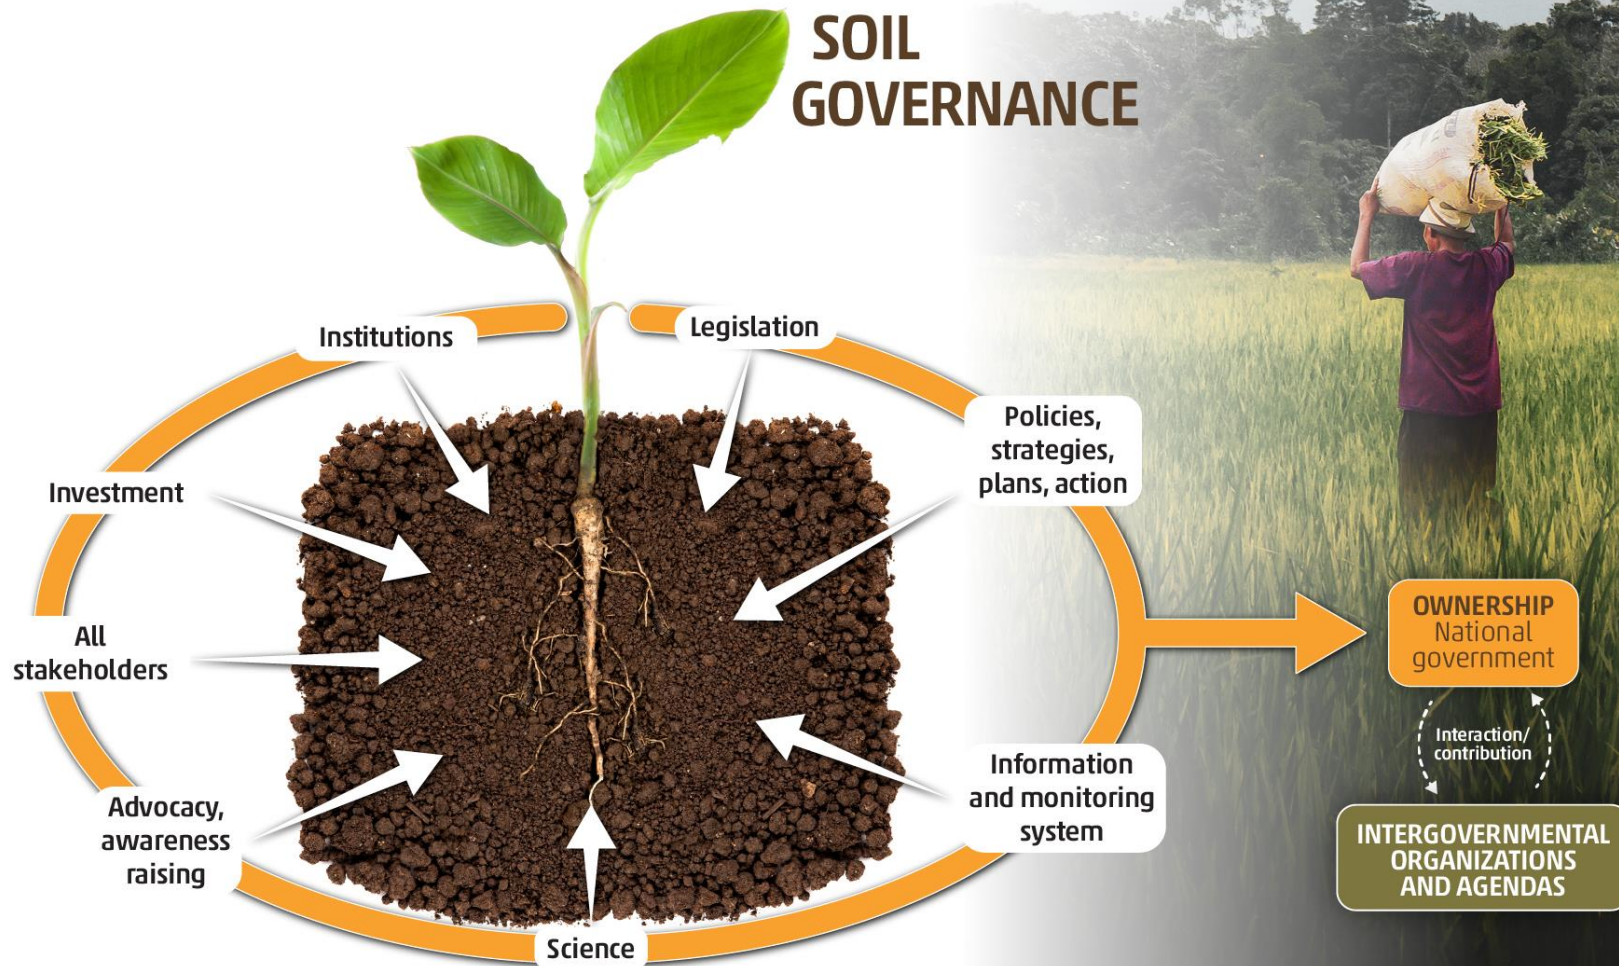 SOIL
GOVERNANCE
Institutions
Legislation
Policies,
strategies,
plans, action
Investment
All
stakeholders
Advocacy,
awareness
raising
Science
Information
and monitoring
system
OWNERSHIP
National
government
Interaction/
contribution
INTERGOVERNMENTAL
ORGANIZATIONS
AND AGENDAS